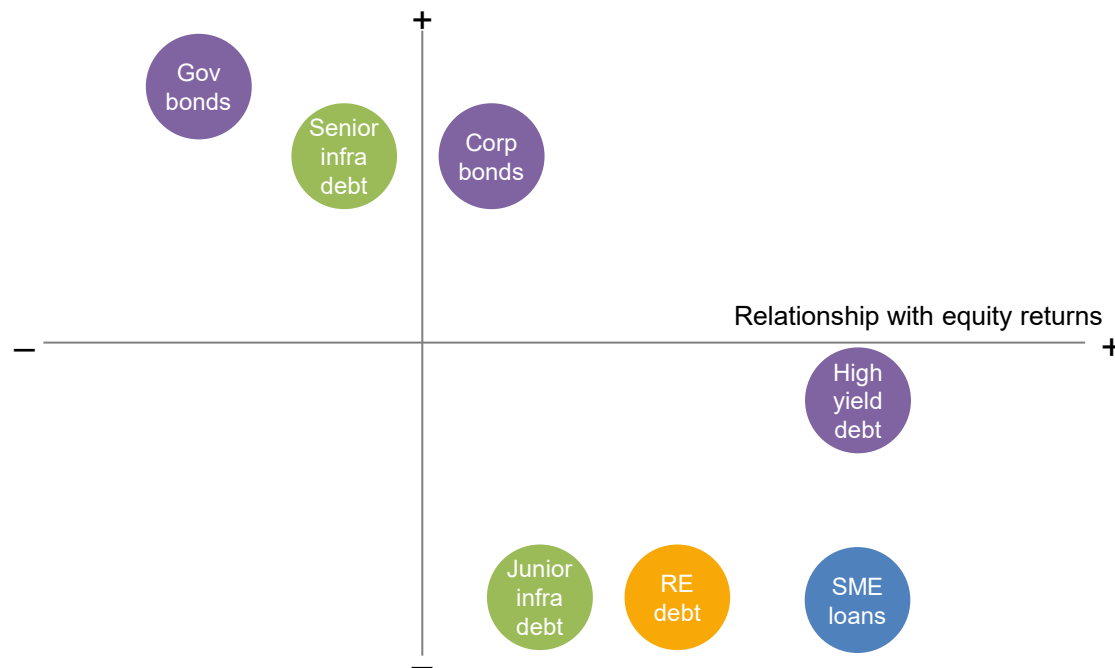 +
Gov
bonds
Senior
infra
debt
Corp
bonds
Relationship with equity returns
–
+
High
yield
debt
Junior
infra
debt
RE
debt
SME
loans
–